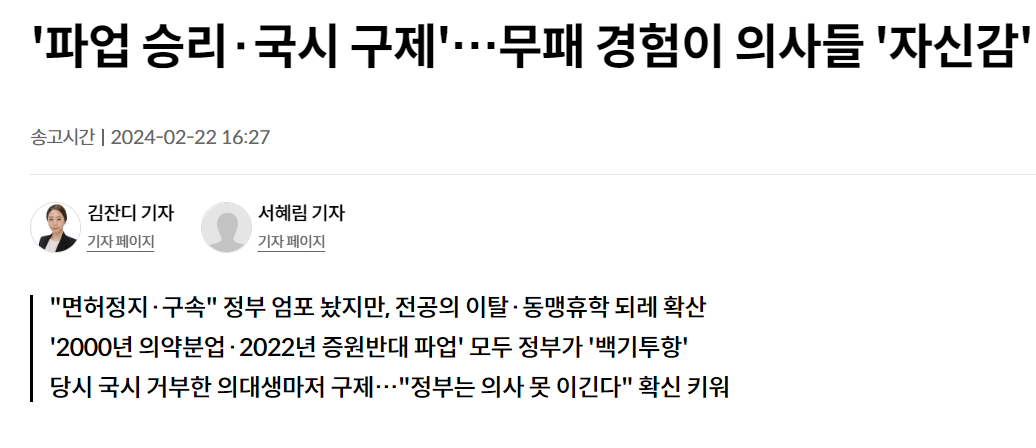 '파업 승리·국시 구제'…무패 경험이 의사들 '자신감'
송고시간 | 2024-02-22 16:27
김잔디 기자 서혜림 기자
기자 페이지 기자 페이지
"면허정지·구속" 정부 엄포 놨지만, 전공의 이탈·동맹휴학 되레 확산
'2000년 의약분업·2022년 증원반대 파업' 모두 정부가 '백기투항'
당시 국시 거부한 의대생마저 구제…"정부는 의사 못 이긴다" 확신 키워